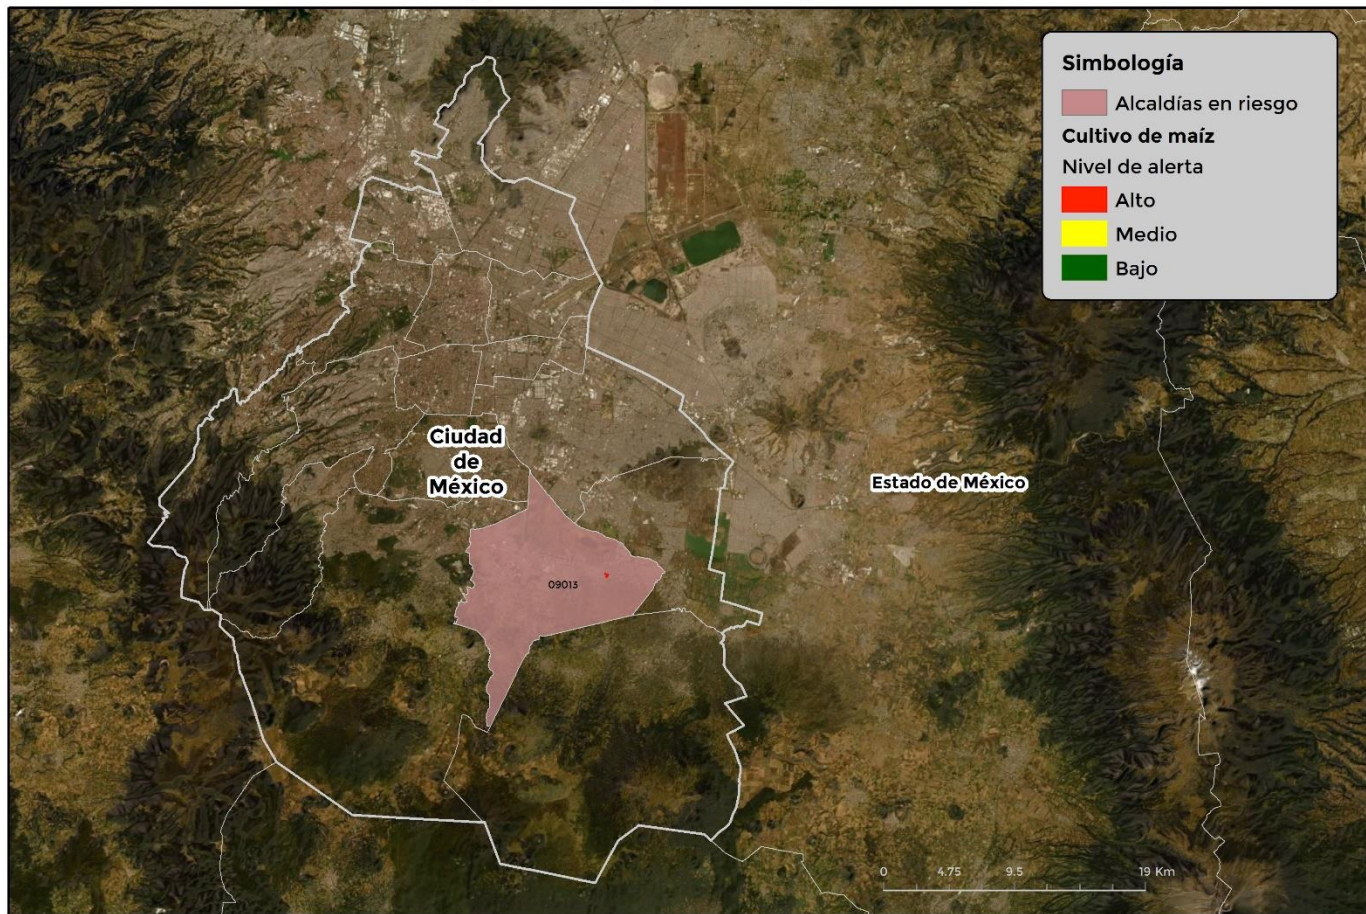 Simbología
Alcaldías en riesgo
Cultivo de maíz
Nivel de alerta
Alto
Medio
Bajo
Ciudad
de
México
Estado de México
09013
0 4.75 9.5 19 Km